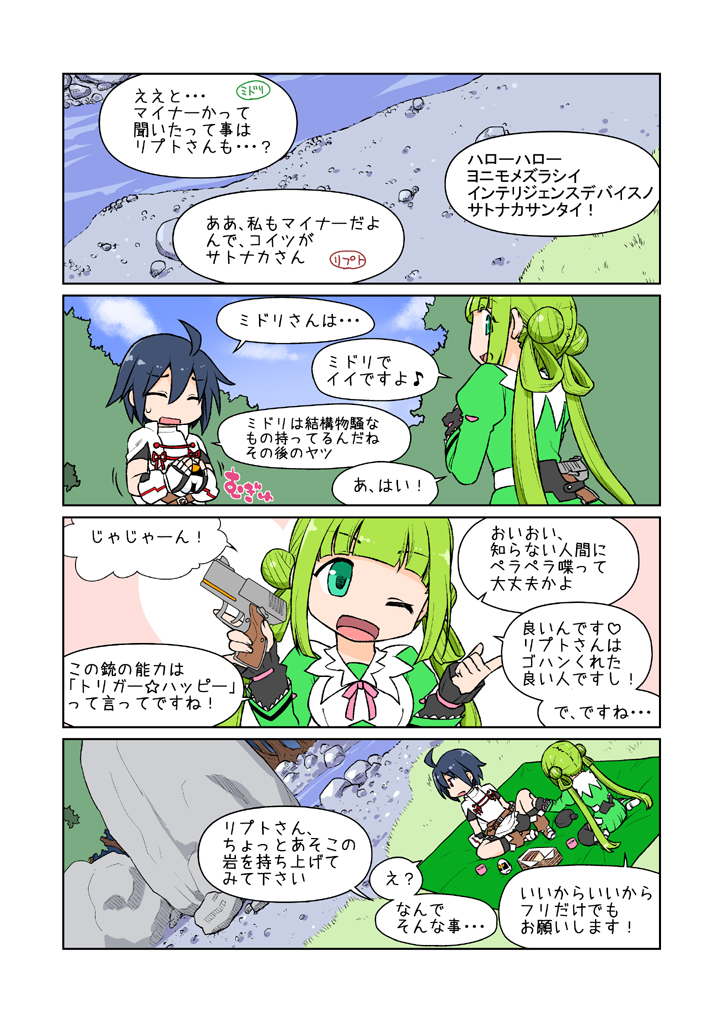 ええと・・・
マイナーかって
聞いたって事は
リプトさんも・・・？
ミドリ
ハローハロー
ヨニモメズラシイ
インテリジェンスデバイスノ
サトナカサンタイ！
ああ、私もマイナーだよ
んで、コイツが
サトナカさん
リプト
ミドリさんは・・・
ミドリで
イイですよ♪
ミドリは結構物騒な
もの持ってるんだね
その後のヤツ
あ、はい！
むぎゅ
じゃじゃーん！
おいおい、
知らない人間に
ペラペラ喋って
大丈夫かよ
良いんです♡
リプトさんは
ゴハンくれた
良い人ですし！
で、ですね・・・
この銃の能力は
「トリガー☆ハッピー」
って言ってですね！
リプトさん、
ちょっとあそこの
岩を持ち上げて
みて下さい
え？
なんで
そんな事・・・
いいからいいから
フリだけでも
お願いします！